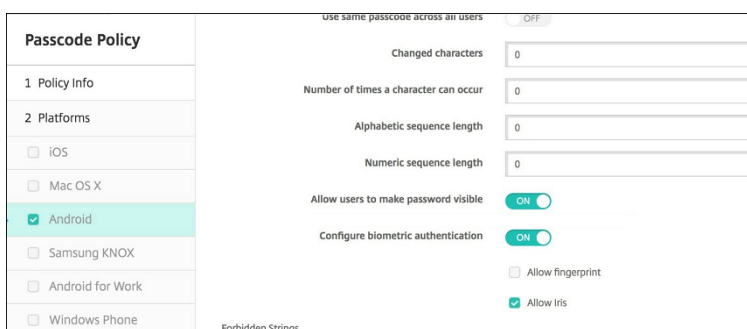 Passcode Policy
1 Policy Info
2 Platforms
iOS
Mac OS X
Android
Samsung KNOX
Android for Work
Windows Phone
Use same passcode across all users
OFF
Changed characters
0
Number of times a character can occur
0
Alphabetic sequence length
0
Numeric sequence length
0
Allow users to make password visible
ON
Configure biometric authentication
ON
Allow fingerprint
Allow Iris
Forbidden Strings